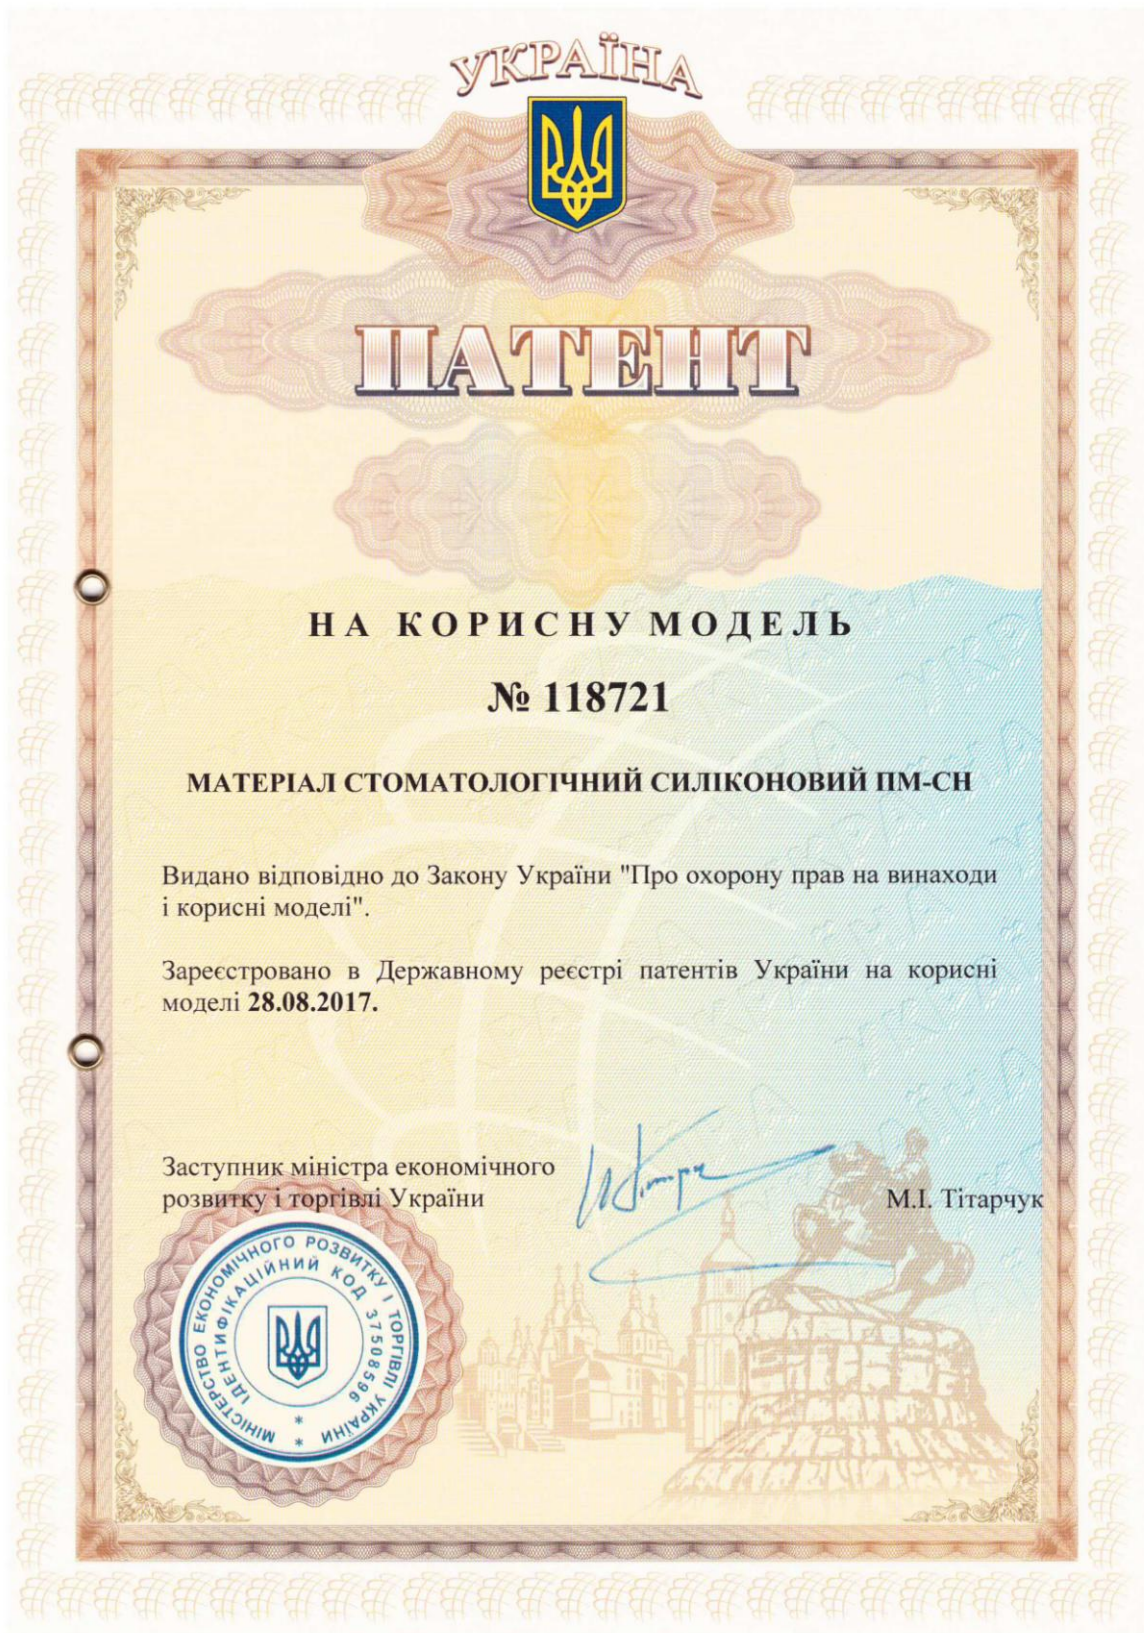 УКРАЇНА
ПАТЕНТ
НА КОРИСНУ МОДЕЛЬ
№ 118721
МАТЕРІАЛ СТОМАТОЛОГІЧНИЙ СИЛІКОНОВИЙ ПМ-СН
Видано відповідно до Закону України "Про охорону прав на винаходи
і корисні моделі".
Зареєстровано в Державному реєстрі патентів України на корисні
моделі 28.08.2017.
Заступник міністра економічного
розвитку і торгівлі України
М.І. Тітарчук
МІНІСТЕРСТВО ЕКОНОМІЧНОГО РОЗВИТКУ І ТОРГІВЛІ УКРАЇНИ *
ІДЕНТИФІКАЦІЙНИЙ КОД 37508596 *